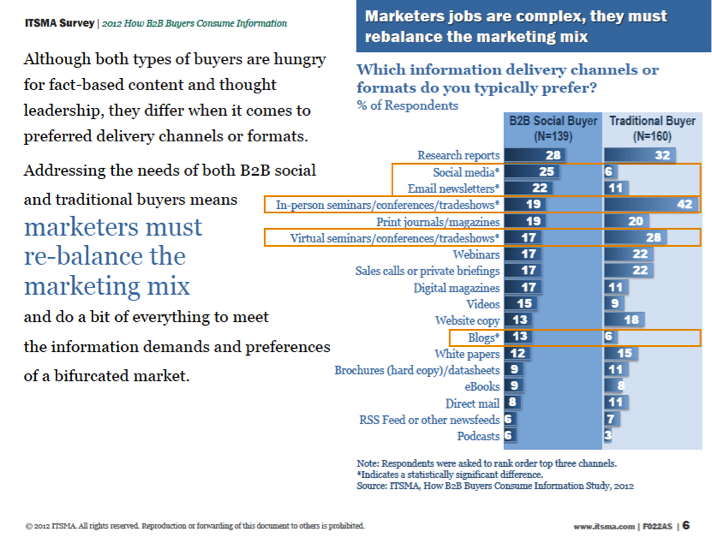 ITSMA Survey | 2012 How B2B Buyers Consume Information
Although both types of buyers are hungry
for fact-based content and thought
leadership, they differ when it comes to
preferred delivery channels or formats.
Addressing the needs of both B2B social
and traditional buyers means
marketers must
re-balance the
marketing mix
and do a bit of everything to meet
the information demands and preferences
of a bifurcated market.
Marketers jobs are complex, they must
rebalance the marketing mix
Which information delivery channels or
formats do you typically prefer?
% of Respondents
B2B Social Buyer Traditional Buyer
(N=139) (N=160)
Research reports 28 32
Social media* 25 6
Email newsletters* 22 11
In-person seminars/conferences/tradeshows* 19 42
Print journals/magazines 19 20
Virtual seminars/conferences/tradeshows* 17 28
Webinars 17 22
Sales calls or private briefings 17 22
Digital magazines 17 11
Videos 15 9
Website copy 13 18
Blogs* 13 6
White papers 12 15
Brochures (hard copy)/datasheets 9 11
eBooks 9 8
Direct mail 8 11
RSS Feed or other newsfeeds 6 7
Podcasts 6 3
Note: Respondents were asked to rank order top three channels.
*Indicates a statistically significant difference.
Source: ITSMA, How B2B Buyers Consume Information Study, 2012
© 2012 ITSMA. All rights reserved. Reproduction or forwarding of this document to others is prohibited.
www.itsma.com | F022AS | 6